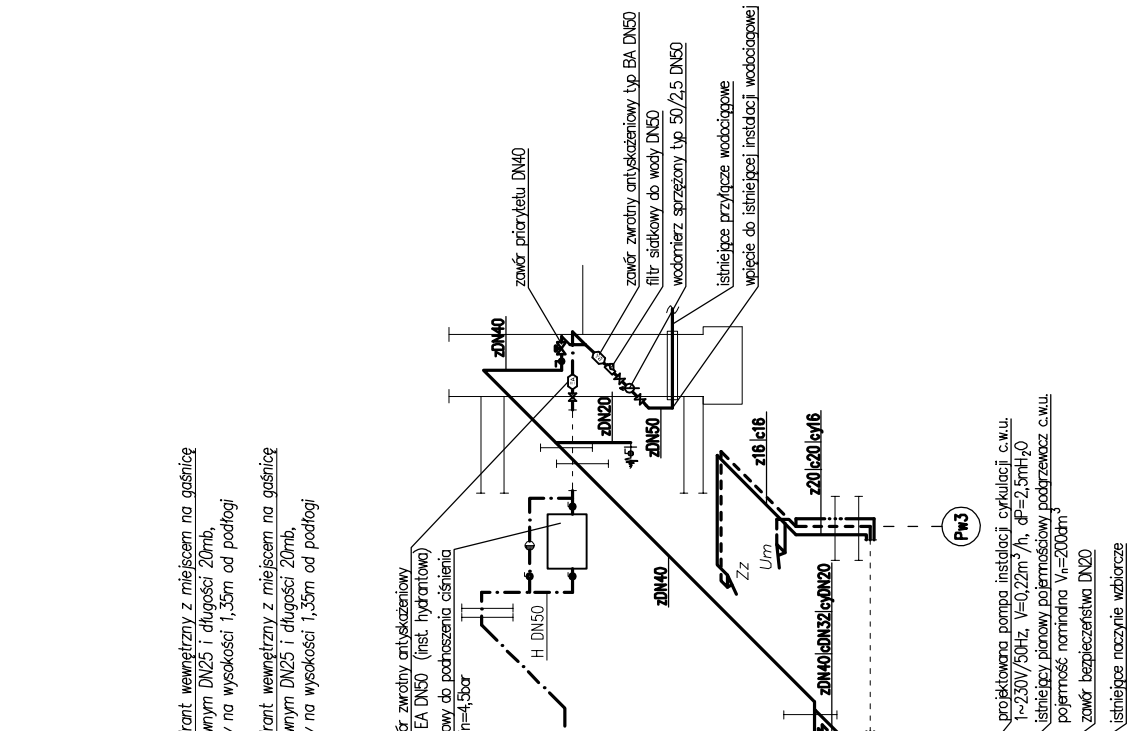 rant wewnętrzny z miejscem na gaśnicę
wnym DN25 i długości 20mb,
y na wysokości 1,35m od podłogi
rant wewnętrzny z miejscem na gaśnicę
wnym DN25 i długości 20mb,
y na wysokości 1,35m od podłogi
ór zwrotny antyskażeniowy
EA DN50 (inst. hydrantowa)
owy do podnoszenia ciśnienia
n=4,5bar
H DN50
zDN40
zawór priorytetu DN40
zDN20
zDN50
zawór zwrotny antyskażeniowy typ BA DN50
filtr siatkowy do wody DN50
wodomierz sprzężony typ 50/2,5 DN50
istniejące przyłącze wodociągowe
wpięcie do istniejącej instalacji wodociągowej
zDN40
Zz
Um
z16|c16
z20|c20|cy16
zDN40|cDN32|cyDN20
Pw3
projektowana pompa instalacji cyrkulacji c.w.u.
1~230V/50Hz, V=0,22m³/h, dP=2,5mH₂O
istniejący pionowy pojemnościowy podgrzewacz c.w.u.
pojemność nominalna Vₙ=200dm³
zawór bezpieczeństwa DN20
istniejące naczynie wzbiorcze